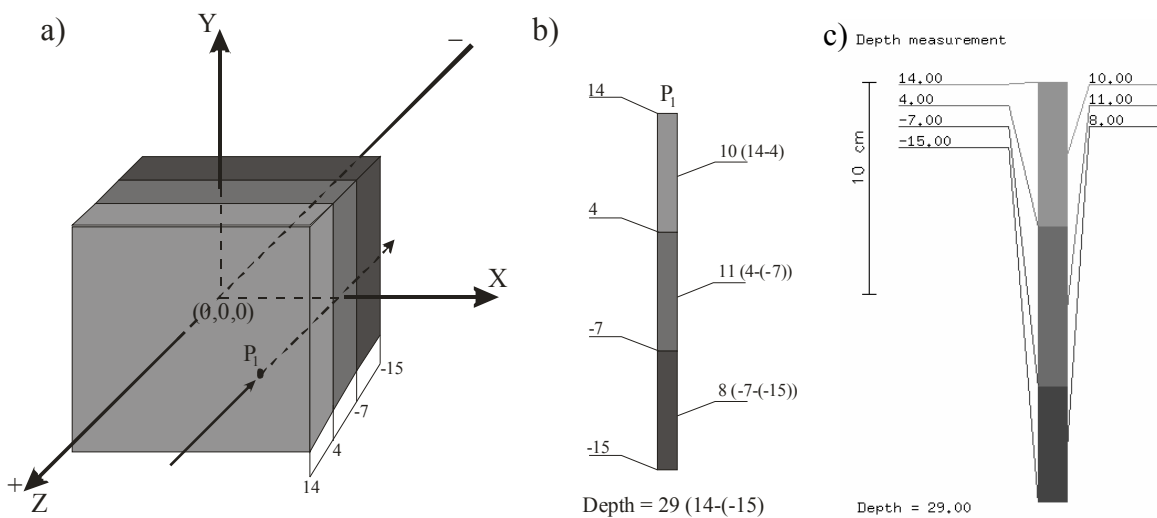 a)
Y
–
X
(0,0,0)
P1
-15
-7
4
14
+
Z
b)
P1
14
10 (14-4)
4
11 (4-(-7))
-7
8 (-7-(-15))
-15
Depth = 29 (14-(-15)
c)
Depth measurement
14.00
4.00
-7.00
-15.00
10.00
11.00
8.00
10 cm
Depth = 29.00